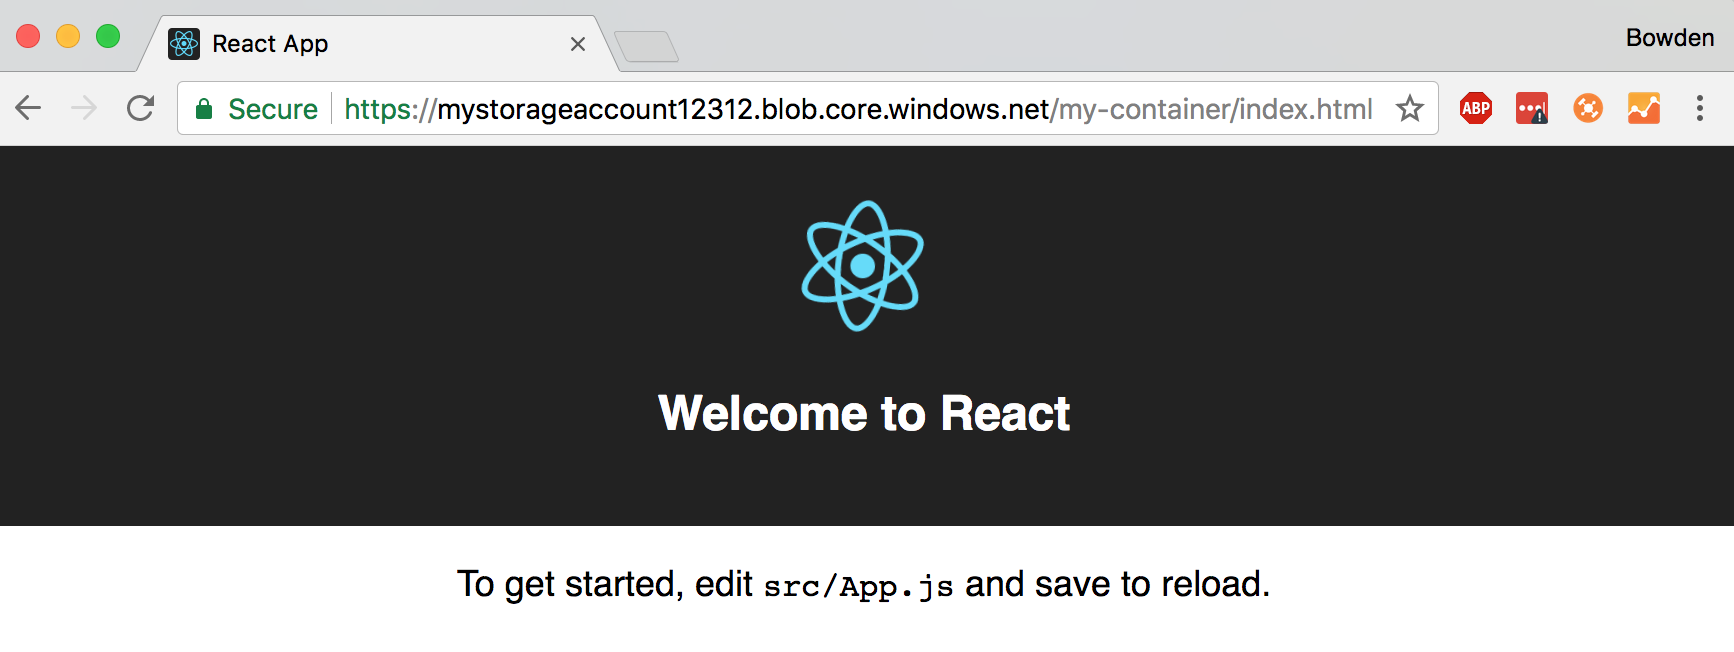 React App
Bowden
Secure
https://mystorageaccount12312.blob.core.windows.net/my-container/index.html
ABP
Welcome to React
To get started, edit src/App.js and save to reload.